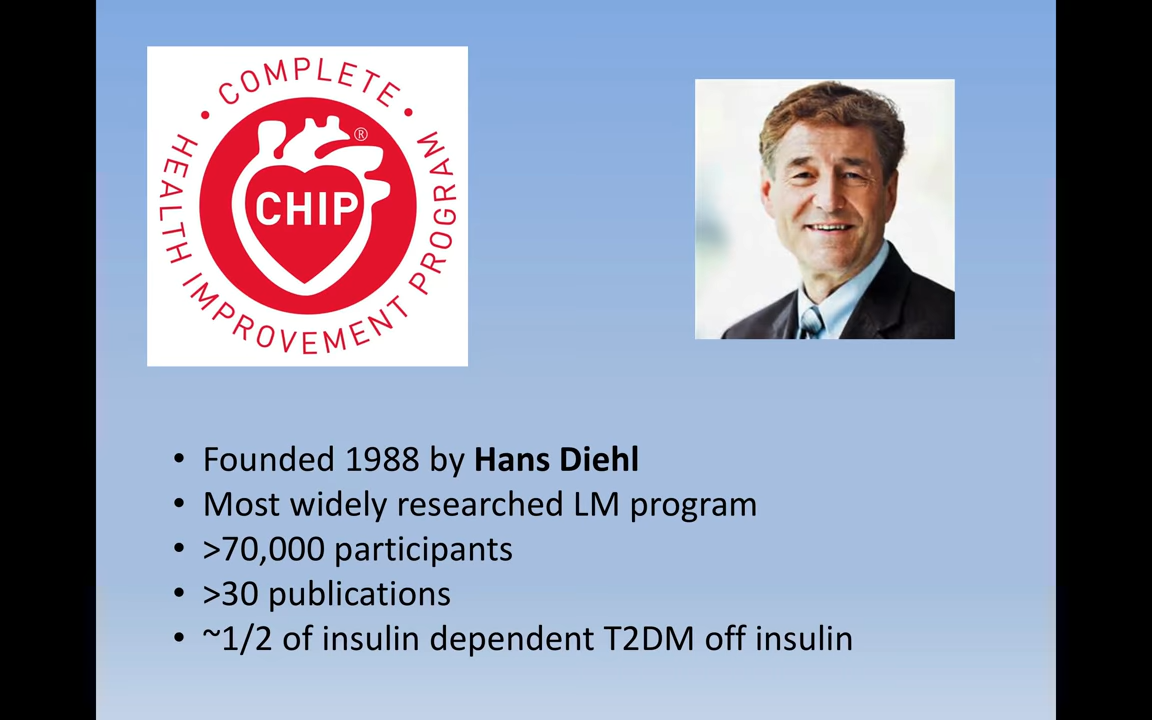 COMPLETE
HEALTH IMPROVEMENT PROGRAM
®
CHIP
• Founded 1988 by Hans Diehl
• Most widely researched LM program
• >70,000 participants
• >30 publications
• ~1/2 of insulin dependent T2DM off insulin